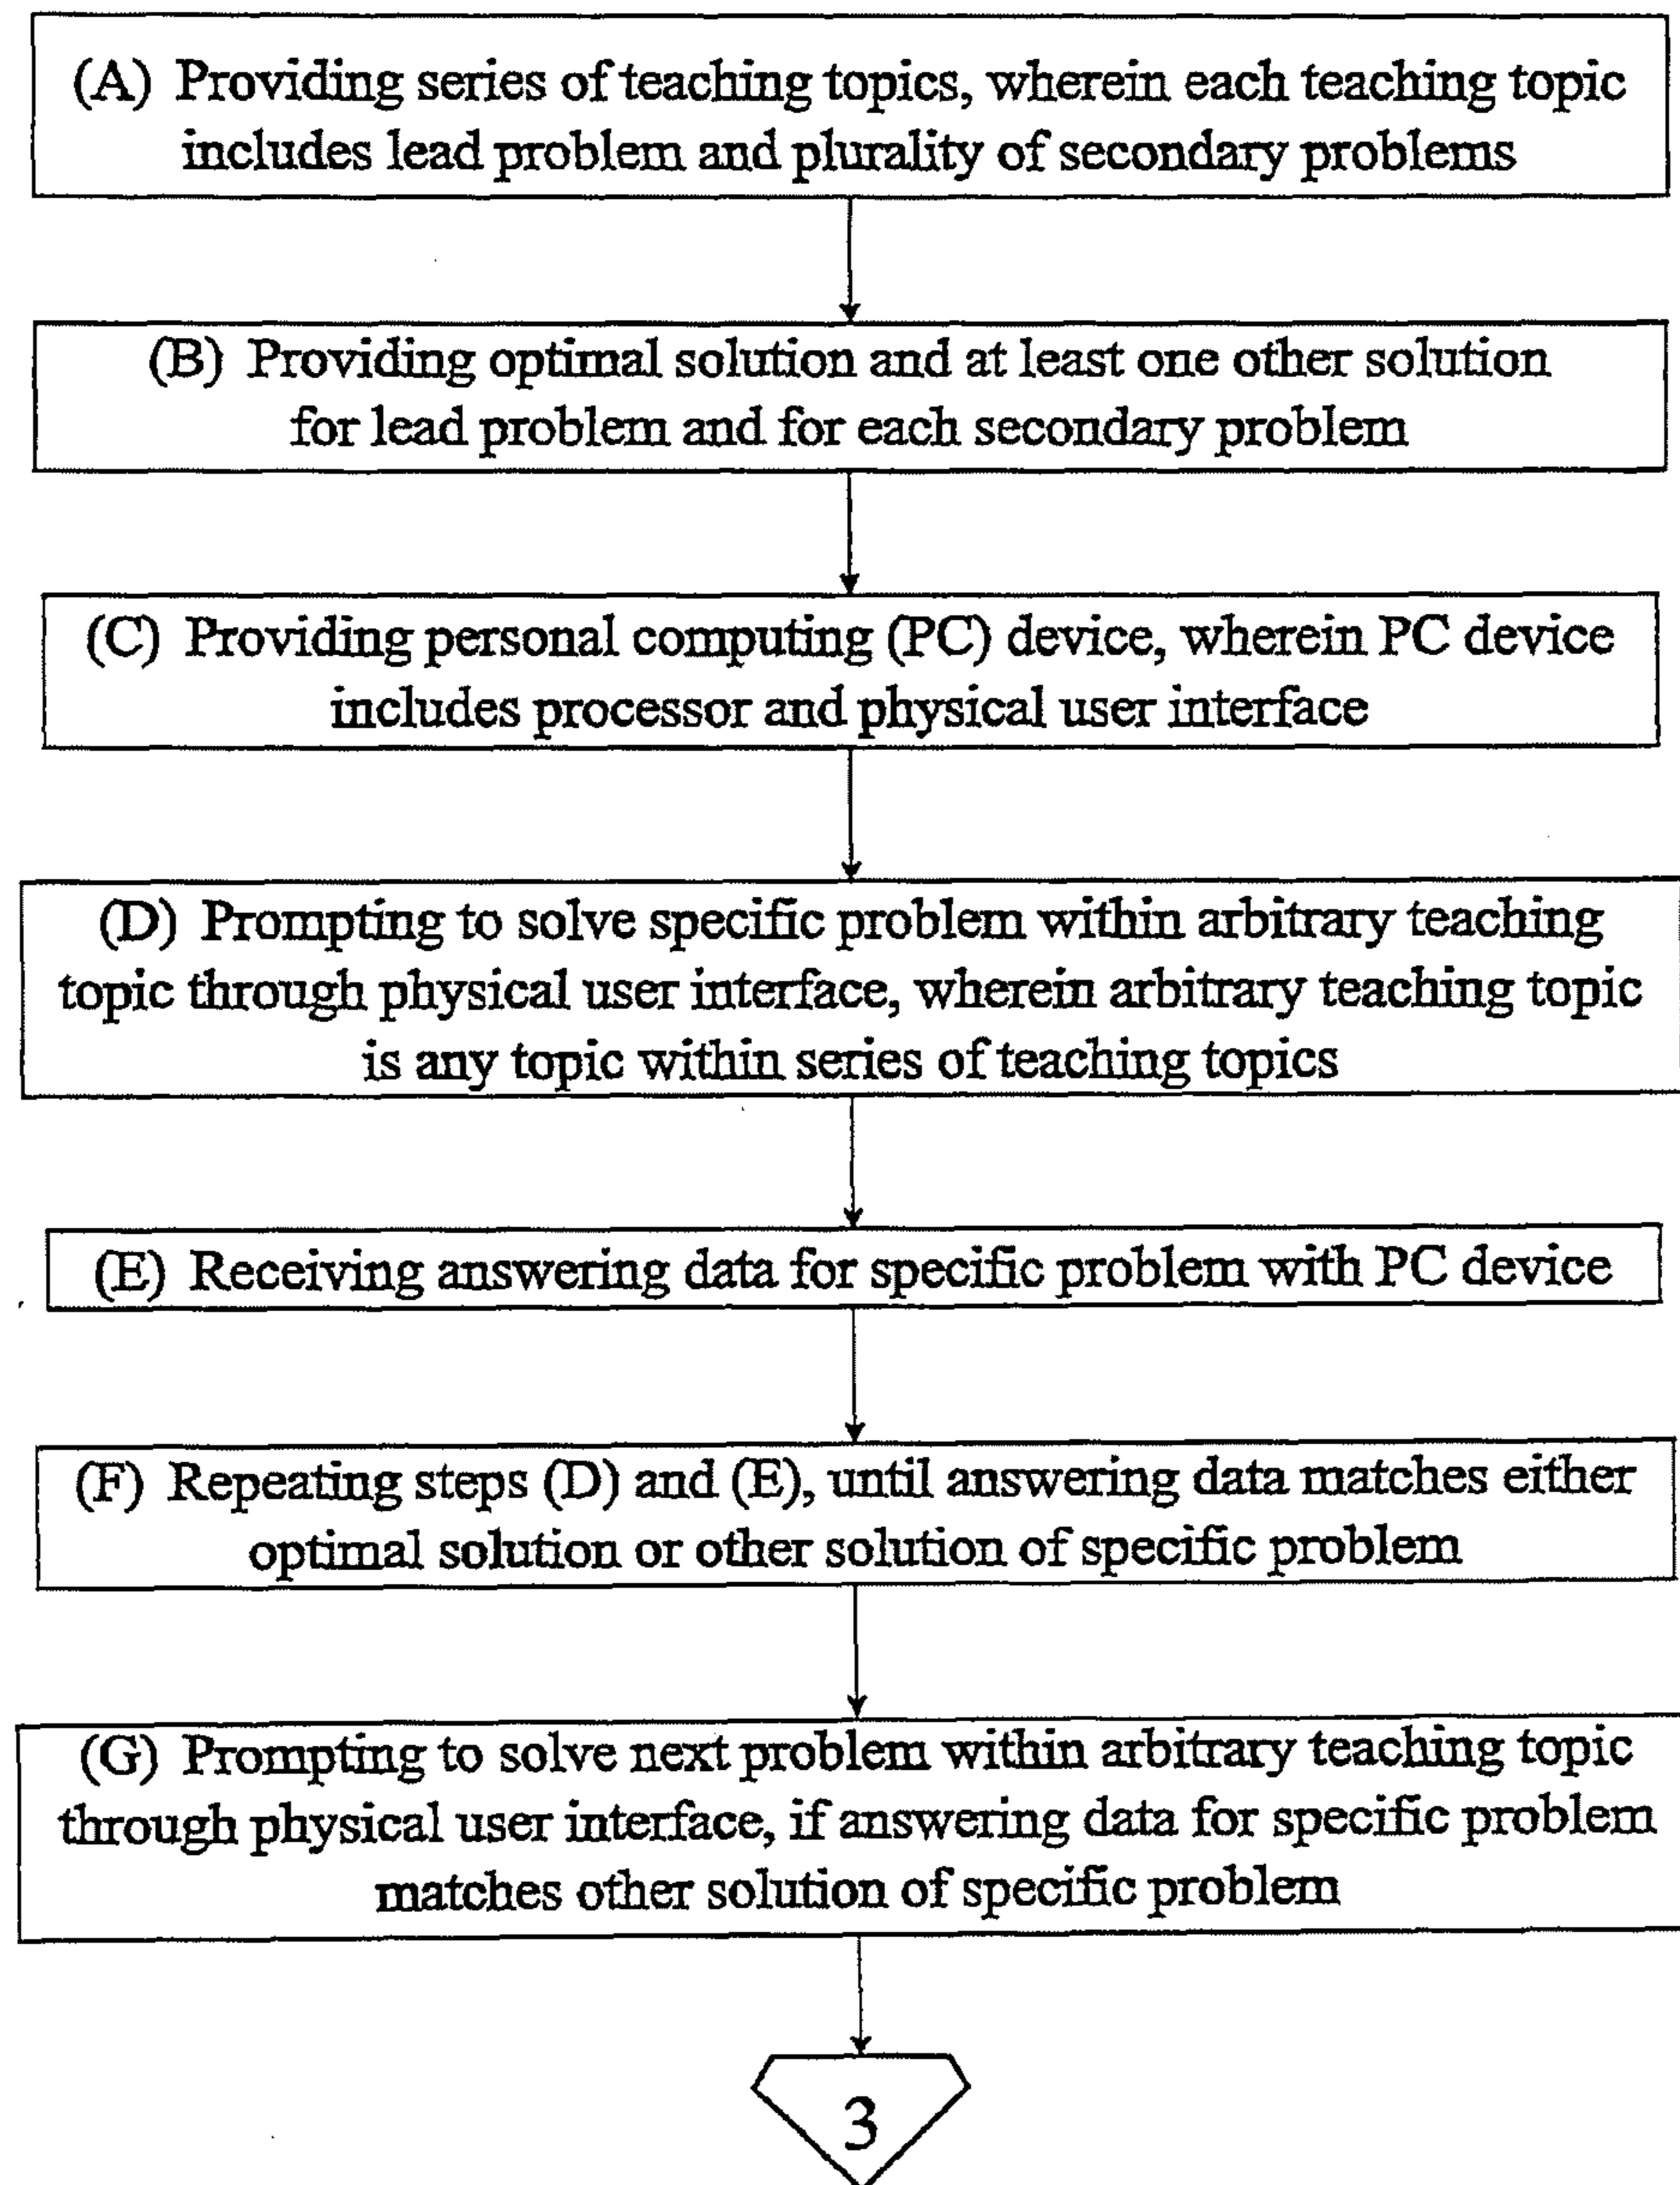 (A) Providing series of teaching topics, wherein each teaching topic
includes lead problem and plurality of secondary problems
(B) Providing optimal solution and at least one other solution
for lead problem and for each secondary problem
(C) Providing personal computing (PC) device, wherein PC device
includes processor and physical user interface
(D) Prompting to solve specific problem within arbitrary teaching
topic through physical user interface, wherein arbitrary teaching topic
is any topic within series of teaching topics
(E) Receiving answering data for specific problem with PC device
(F) Repeating steps (D) and (E), until answering data matches either
optimal solution or other solution of specific problem
(G) Prompting to solve next problem within arbitrary teaching topic
through physical user interface, if answering data for specific problem
matches other solution of specific problem
3